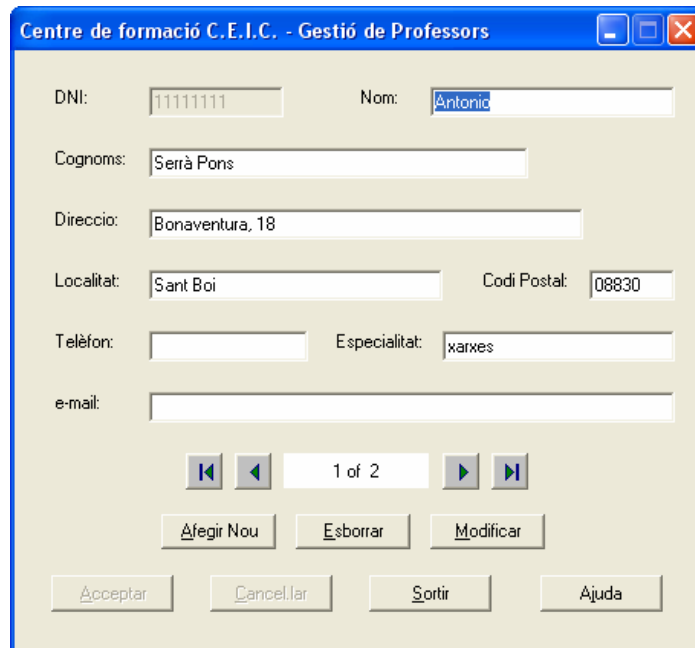 Centre de formació C.E.I.C. - Gestió de Professors
DNI: 11111111 Nom: Antonio
Cognoms: Serrà Pons
Direccio: Bonaventura, 18
Localitat: Sant Boi Codi Postal: 08830
Telèfon: Especialitat: xarxes
e-mail:
1 of 2
Afegir Nou Esborrar Modificar
Acceptar Cancel.lar Sortir Ajuda